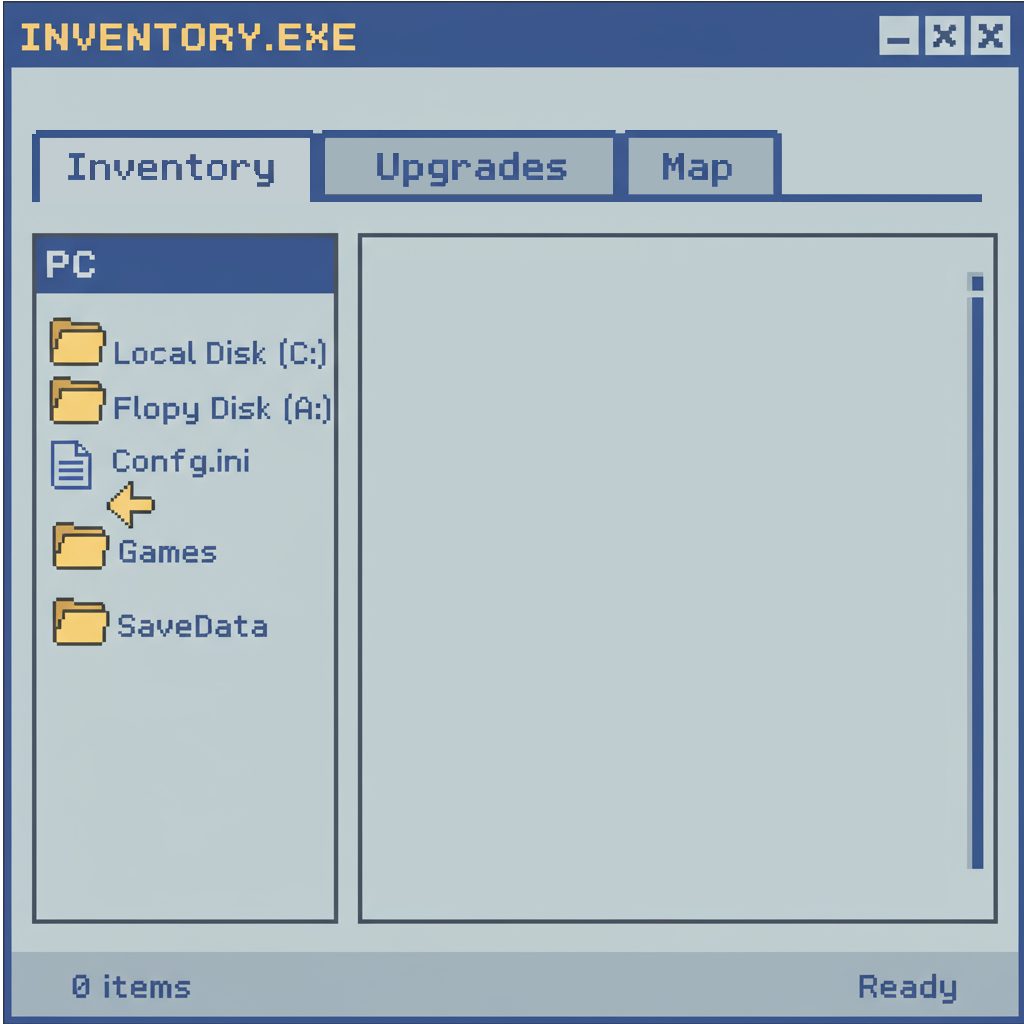 INVENTORY.EXE
Inventory Upgrades Map
PC
Local Disk (C:)
Flopy Disk (A:)
Confg.ini
Games
SaveData
0 items
Ready